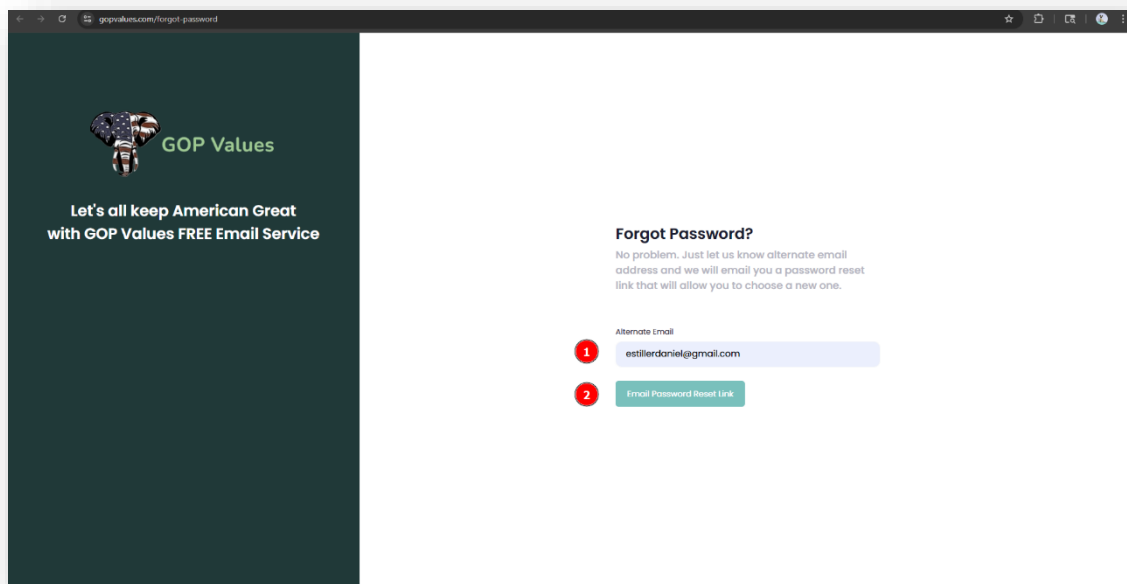 gopvalues.com/forgot-password
GOP Values
Let's all keep American Great
with GOP Values FREE Email Service
Forgot Password?
No problem. Just let us know alternate email
address and we will email you a password reset
link that will allow you to choose a new one.
Alternate Email
1
estillerdaniel@gmail.com
2
Email Password Reset Link